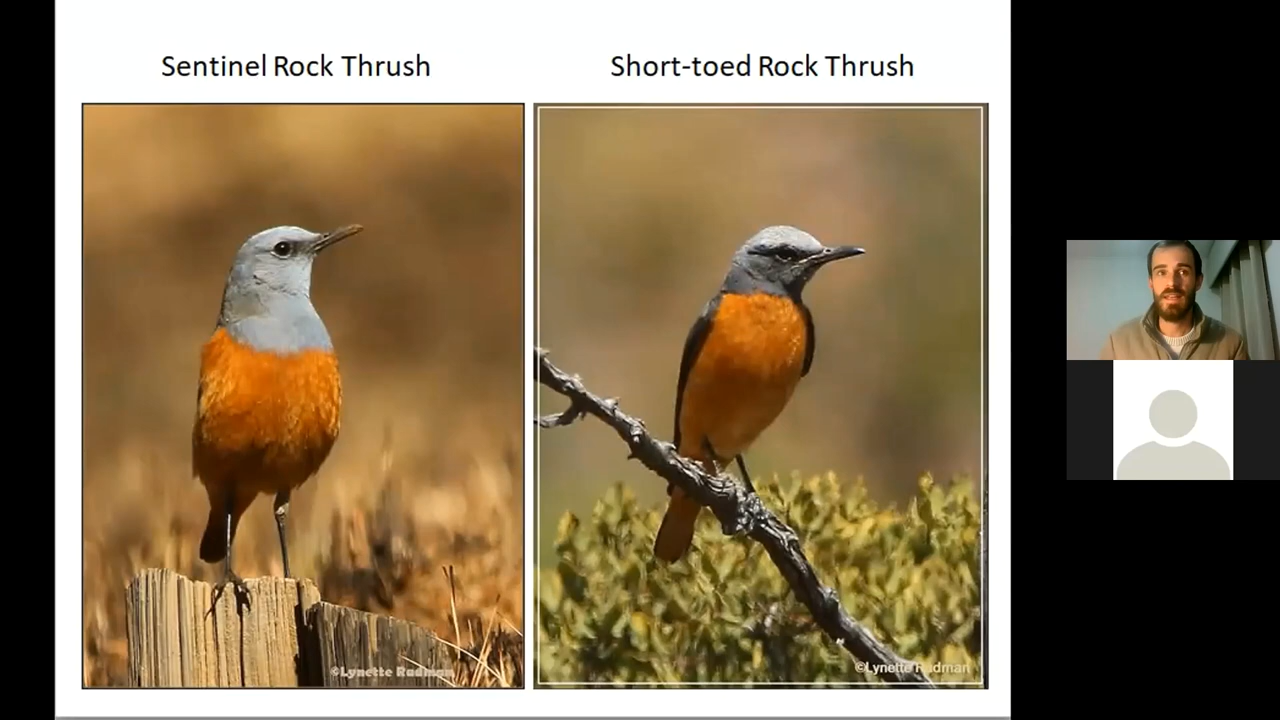 Sentinel Rock Thrush
Short-toed Rock Thrush
©Lynette Rudman
©Lynette Rudman